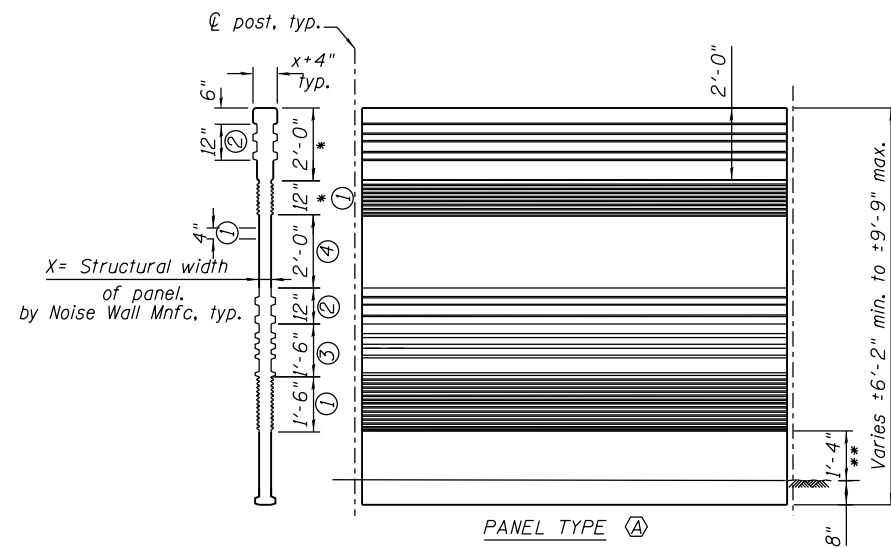 ℄ post, typ.
x+4"
typ.
6"
12"
②
2'-0"
*
12"
*
①
4"
①
2'-0"
④
X= Structural width
of panel.
by Noise Wall Mnfc, typ.
12"
②
1'-6"
③
1'-6"
①
2'-0"
Varies ±6'-2" min. to ±9'-9" max.
1'-4"
**
8"
PANEL TYPE A